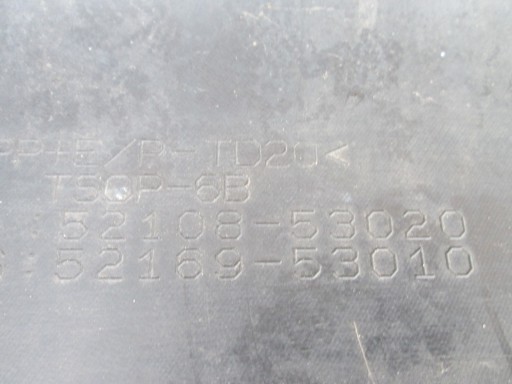 PP+E/P-TD20<
TSOP-6B
: 52108-53020
: 52169-53010